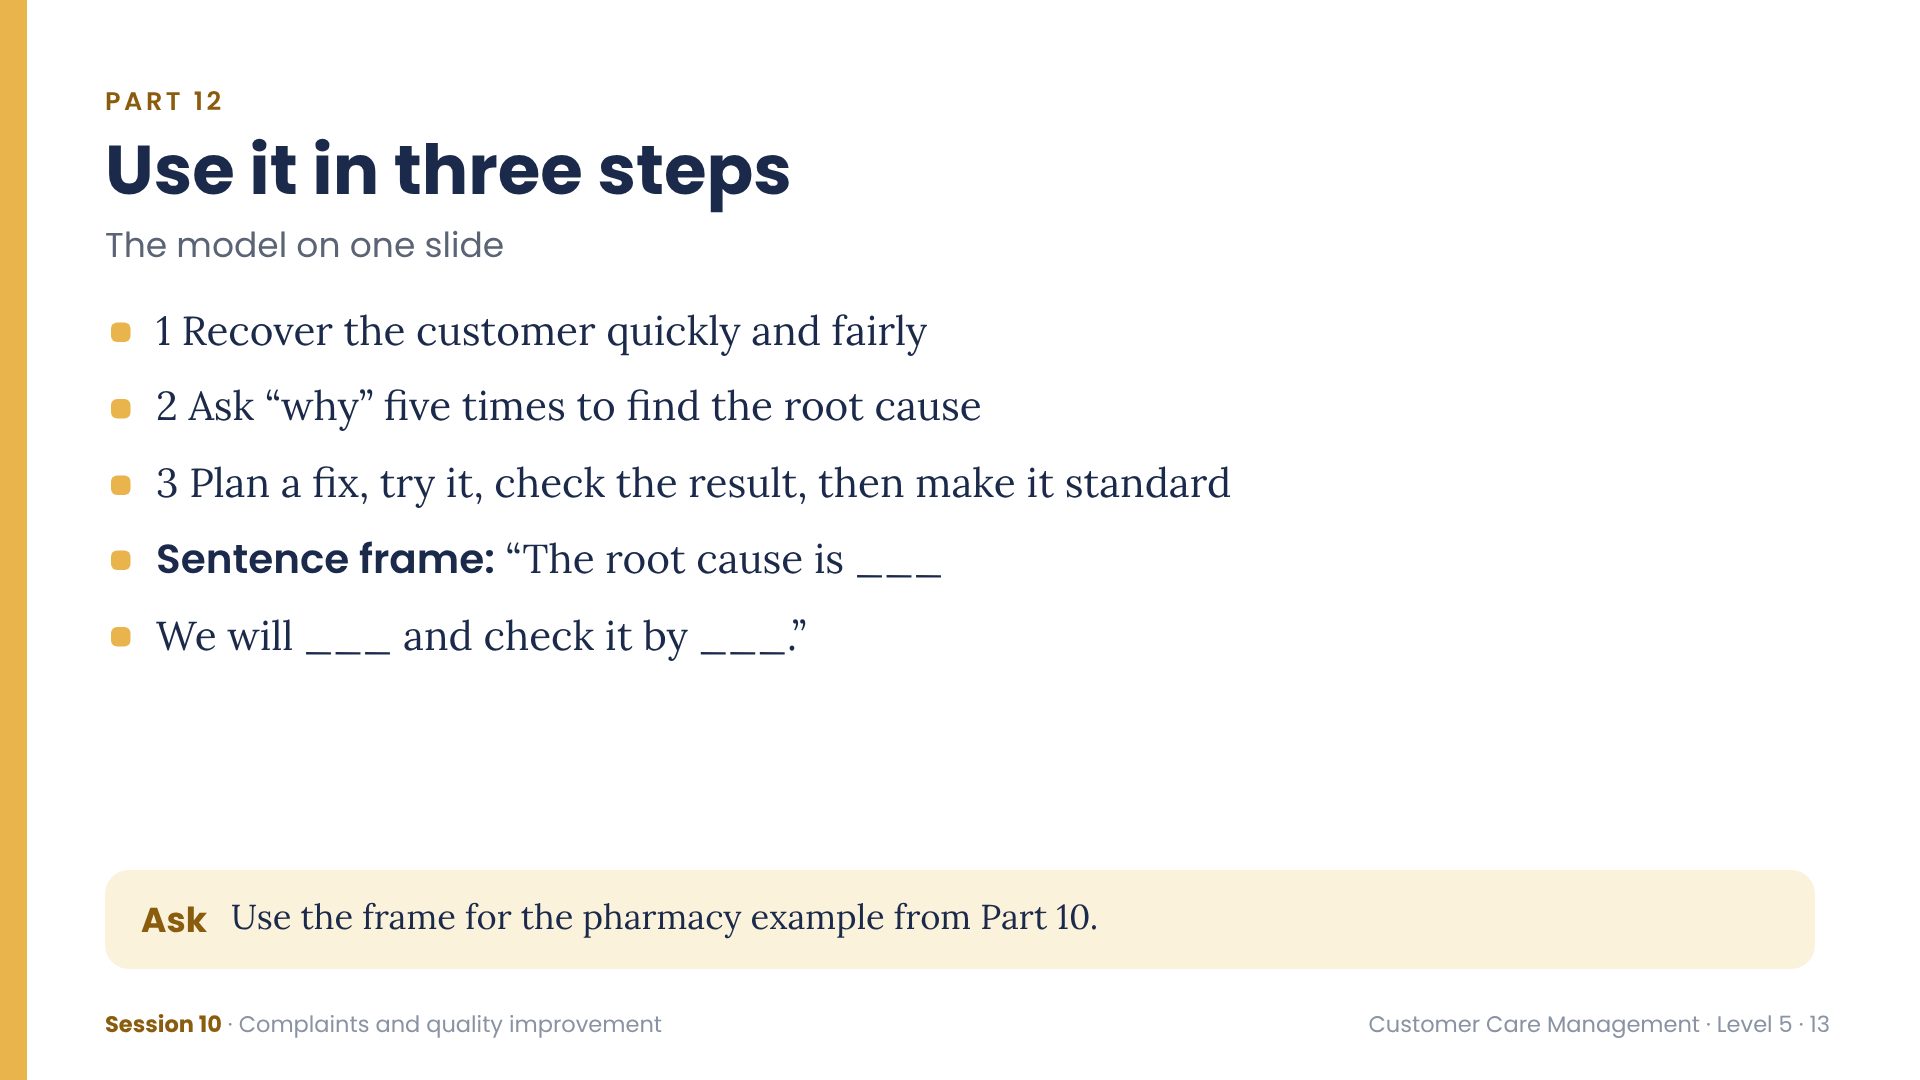 PART 12
Use it in three steps
The model on one slide
1 Recover the customer quickly and fairly
2 Ask “why” five times to find the root cause
3 Plan a fix, try it, check the result, then make it standard
Sentence frame: “The root cause is ___
We will ___ and check it by ___.”
Ask Use the frame for the pharmacy example from Part 10.
Session 10 · Complaints and quality improvement
Customer Care Management · Level 5 · 13